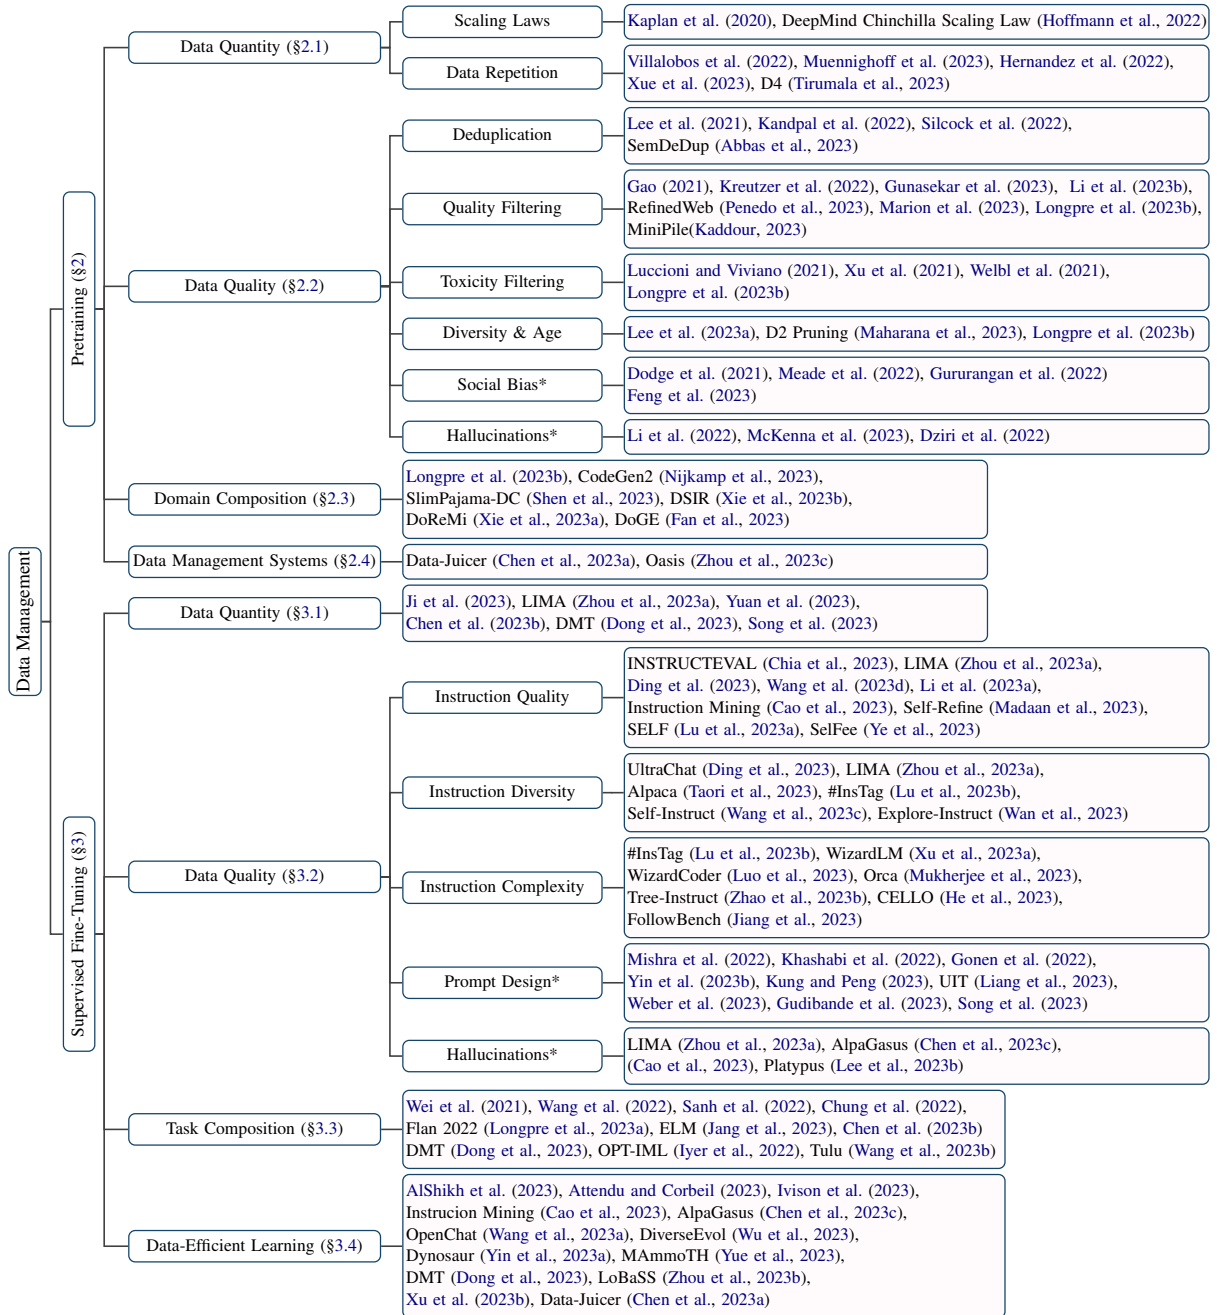 Data Management
Pretraining (§2)
Data Quantity (§2.1)
Scaling Laws
Kaplan et al. (2020), DeepMind Chinchilla Scaling Law (Hoffmann et al., 2022)
Data Repetition
Villalobos et al. (2022), Muennighoff et al. (2023), Hernandez et al. (2022),
Xue et al. (2023), D4 (Tirumala et al., 2023)
Data Quality (§2.2)
Deduplication
Lee et al. (2021), Kandpal et al. (2022), Silcock et al. (2022),
SemDeDup (Abbas et al., 2023)
Quality Filtering
Gao (2021), Kreutzer et al. (2022), Gunasekar et al. (2023), Li et al. (2023b),
RefinedWeb (Penedo et al., 2023), Marion et al. (2023), Longpre et al. (2023b),
MiniPile(Kaddour, 2023)
Toxicity Filtering
Luccioni and Viviano (2021), Xu et al. (2021), Welbl et al. (2021),
Longpre et al. (2023b)
Diversity & Age
Lee et al. (2023a), D2 Pruning (Maharana et al., 2023), Longpre et al. (2023b)
Social Bias*
Dodge et al. (2021), Meade et al. (2022), Gururangan et al. (2022)
Feng et al. (2023)
Hallucinations*
Li et al. (2022), McKenna et al. (2023), Dziri et al. (2022)
Domain Composition (§2.3)
Longpre et al. (2023b), CodeGen2 (Nijkamp et al., 2023),
SlimPajama-DC (Shen et al., 2023), DSIR (Xie et al., 2023b),
DoReMi (Xie et al., 2023a), DoGE (Fan et al., 2023)
Data Management Systems (§2.4)
Data-Juicer (Chen et al., 2023a), Oasis (Zhou et al., 2023c)
Supervised Fine-Tuning (§3)
Data Quantity (§3.1)
Ji et al. (2023), LIMA (Zhou et al., 2023a), Yuan et al. (2023),
Chen et al. (2023b), DMT (Dong et al., 2023), Song et al. (2023)
Data Quality (§3.2)
Instruction Quality
INSTRUCTEVAL (Chia et al., 2023), LIMA (Zhou et al., 2023a),
Ding et al. (2023), Wang et al. (2023d), Li et al. (2023a),
Instruction Mining (Cao et al., 2023), Self-Refine (Madaan et al., 2023),
SELF (Lu et al., 2023a), SelFee (Ye et al., 2023)
Instruction Diversity
UltraChat (Ding et al., 2023), LIMA (Zhou et al., 2023a),
Alpaca (Taori et al., 2023), #InsTag (Lu et al., 2023b),
Self-Instruct (Wang et al., 2023c), Explore-Instruct (Wan et al., 2023)
Instruction Complexity
#InsTag (Lu et al., 2023b), WizardLM (Xu et al., 2023a),
WizardCoder (Luo et al., 2023), Orca (Mukherjee et al., 2023),
Tree-Instruct (Zhao et al., 2023b), CELLO (He et al., 2023),
FollowBench (Jiang et al., 2023)
Prompt Design*
Mishra et al. (2022), Khashabi et al. (2022), Gonen et al. (2022),
Yin et al. (2023b), Kung and Peng (2023), UIT (Liang et al., 2023),
Weber et al. (2023), Gudibande et al. (2023), Song et al. (2023)
Hallucinations*
LIMA (Zhou et al., 2023a), AlpaGasus (Chen et al., 2023c),
(Cao et al., 2023), Platypus (Lee et al., 2023b)
Task Composition (§3.3)
Wei et al. (2021), Wang et al. (2022), Sanh et al. (2022), Chung et al. (2022),
Flan 2022 (Longpre et al., 2023a), ELM (Jang et al., 2023), Chen et al. (2023b)
DMT (Dong et al., 2023), OPT-IML (Iyer et al., 2022), Tulu (Wang et al., 2023b)
Data-Efficient Learning (§3.4)
AlShikh et al. (2023), Attendu and Corbeil (2023), Ivison et al. (2023),
Instrucion Mining (Cao et al., 2023), AlpaGasus (Chen et al., 2023c),
OpenChat (Wang et al., 2023a), DiverseEvol (Wu et al., 2023),
Dynosaur (Yin et al., 2023a), MAmmoTH (Yue et al., 2023),
DMT (Dong et al., 2023), LoBaSS (Zhou et al., 2023b),
Xu et al. (2023b), Data-Juicer (Chen et al., 2023a)